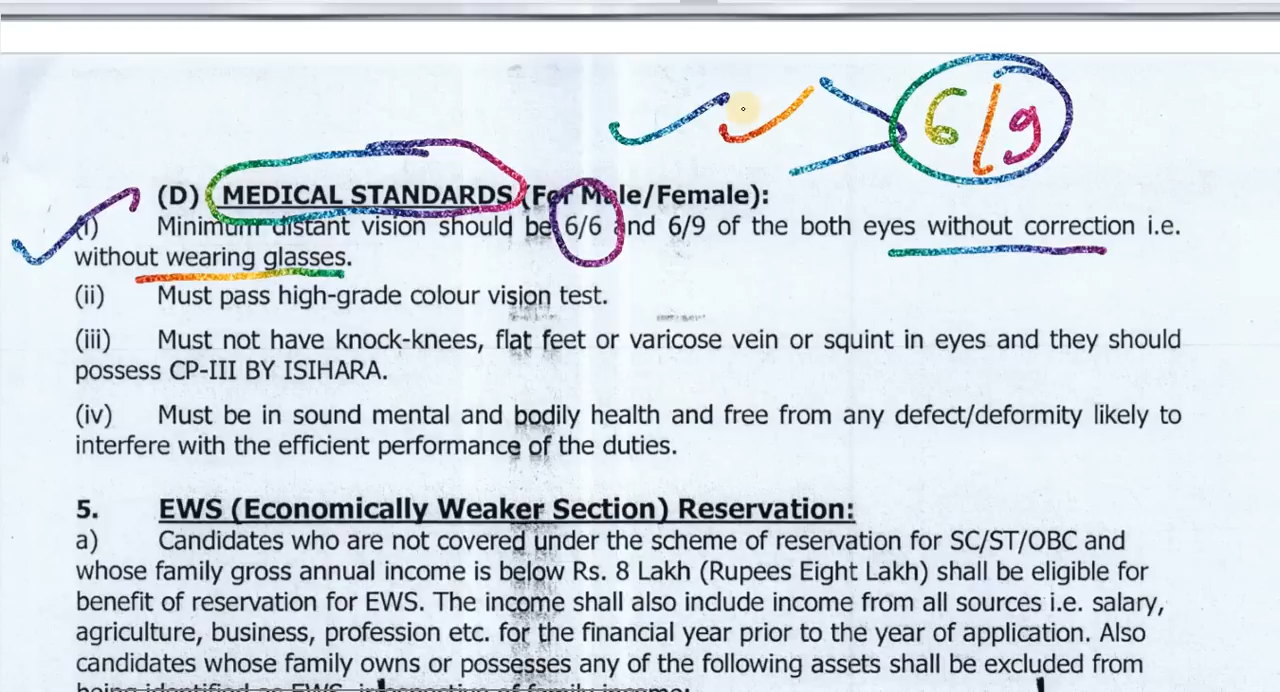 6/9
(D) MEDICAL STANDARDS (For Male/Female):
(i) Minimum distant vision should be 6/6 and 6/9 of the both eyes without correction i.e.
without wearing glasses.
(ii) Must pass high-grade colour vision test.
(iii) Must not have knock-knees, flat feet or varicose vein or squint in eyes and they should
possess CP-III BY ISIHARA.
(iv) Must be in sound mental and bodily health and free from any defect/deformity likely to
interfere with the efficient performance of the duties.
5. EWS (Economically Weaker Section) Reservation:
a) Candidates who are not covered under the scheme of reservation for SC/ST/OBC and
whose family gross annual income is below Rs. 8 Lakh (Rupees Eight Lakh) shall be eligible for
benefit of reservation for EWS. The income shall also include income from all sources i.e. salary,
agriculture, business, profession etc. for the financial year prior to the year of application. Also
candidates whose family owns or possesses any of the following assets shall be excluded from
being identified as EWS, irrespective of family income: